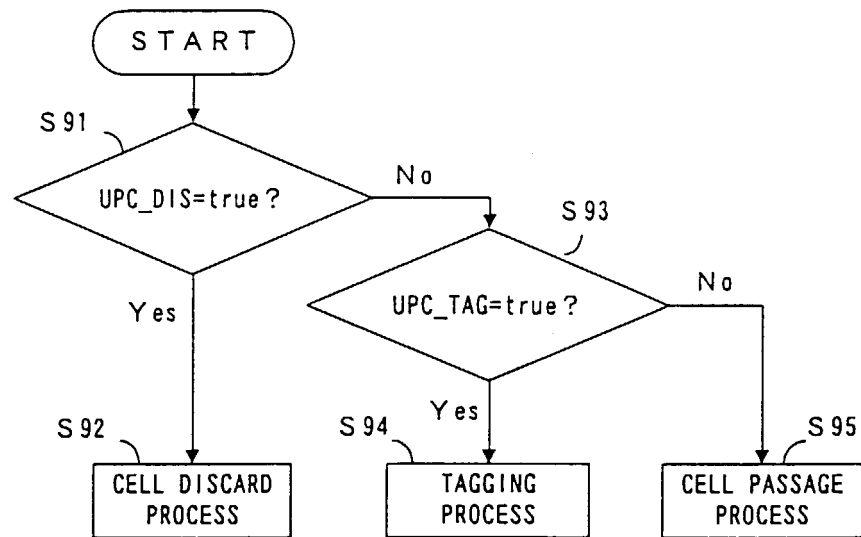 START
S91
UPC_DIS=true?
No
S93
Yes
UPC_TAG=true?
No
Yes
S92
S94
S95
CELL DISCARD
PROCESS
TAGGING
PROCESS
CELL PASSAGE
PROCESS